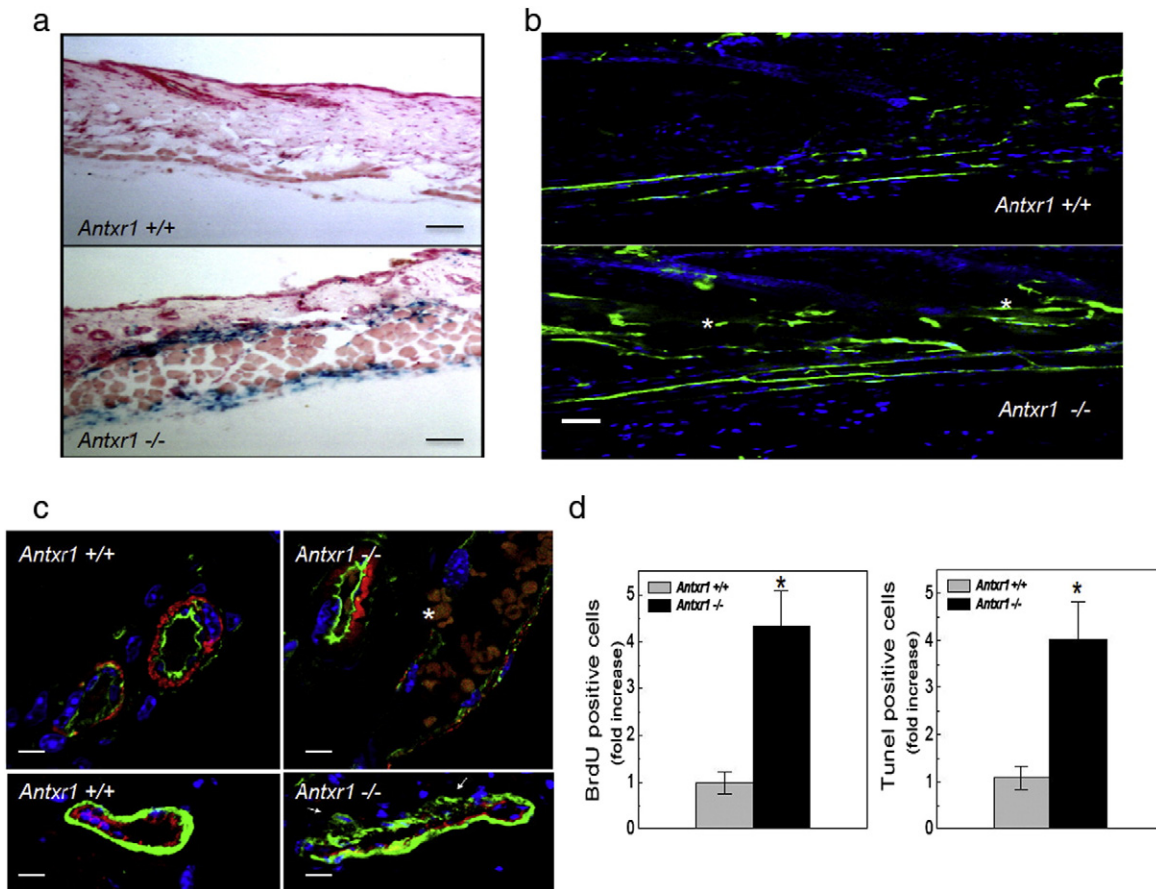 a
Antxr1 +/+
Antxr1 -/-
b
Antxr1 +/+
*
*
Antxr1 -/-
c
Antxr1 +/+
Antxr1 -/-
*
Antxr1 +/+
Antxr1 -/-
d
BrdU positive cells
(fold increase)
5
4
3
2
1
0
Antxr1 +/+
Antxr1 -/-
*
Tunel positive cells
(fold increase)
5
4
3
2
1
0
Antxr1 +/+
Antxr1 -/-
*